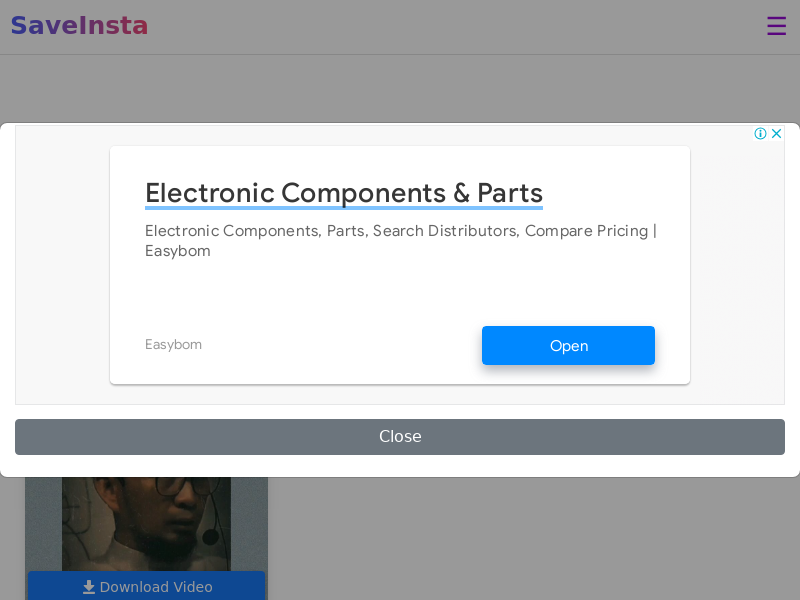 SaveInsta
Electronic Components & Parts
Electronic Components, Parts, Search Distributors, Compare Pricing |
Easybom
Easybom
Open
Close
Download Video